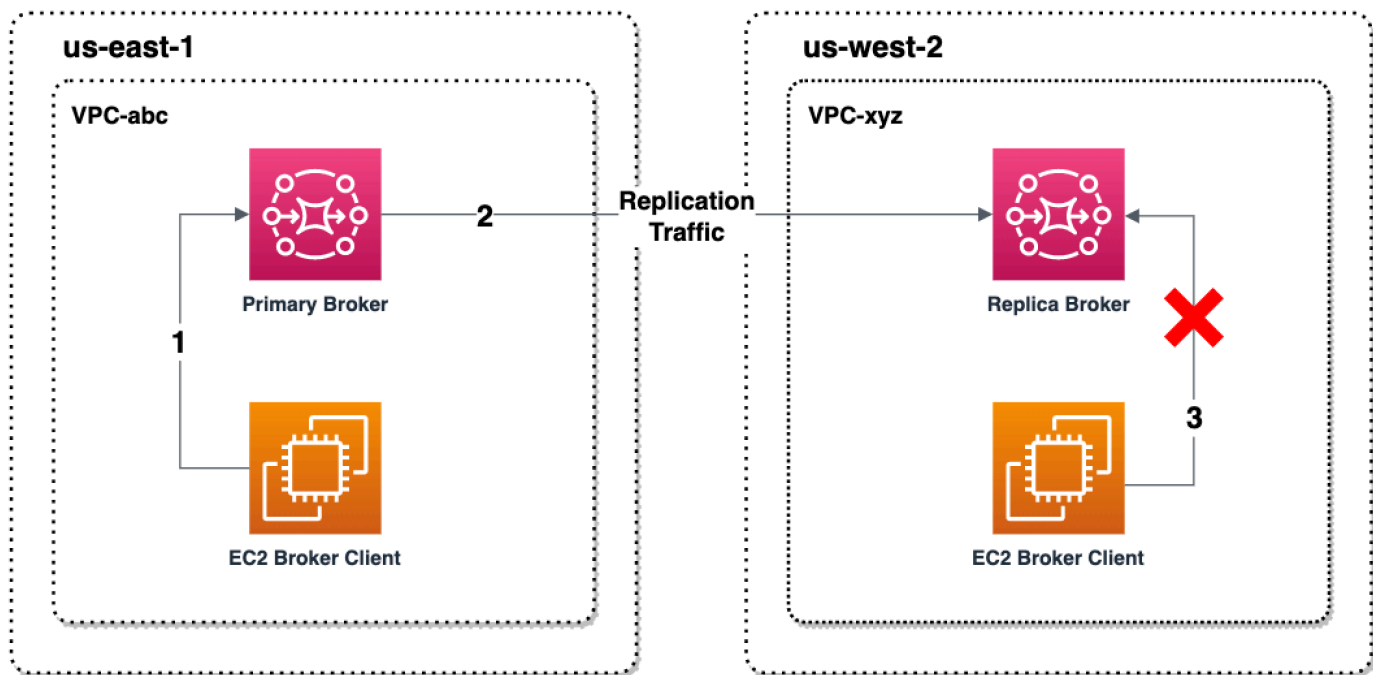 us-east-1
us-west-2
VPC-abc
VPC-xyz
2
Replication
Traffic
Primary Broker
Replica Broker
1
3
EC2 Broker Client
EC2 Broker Client